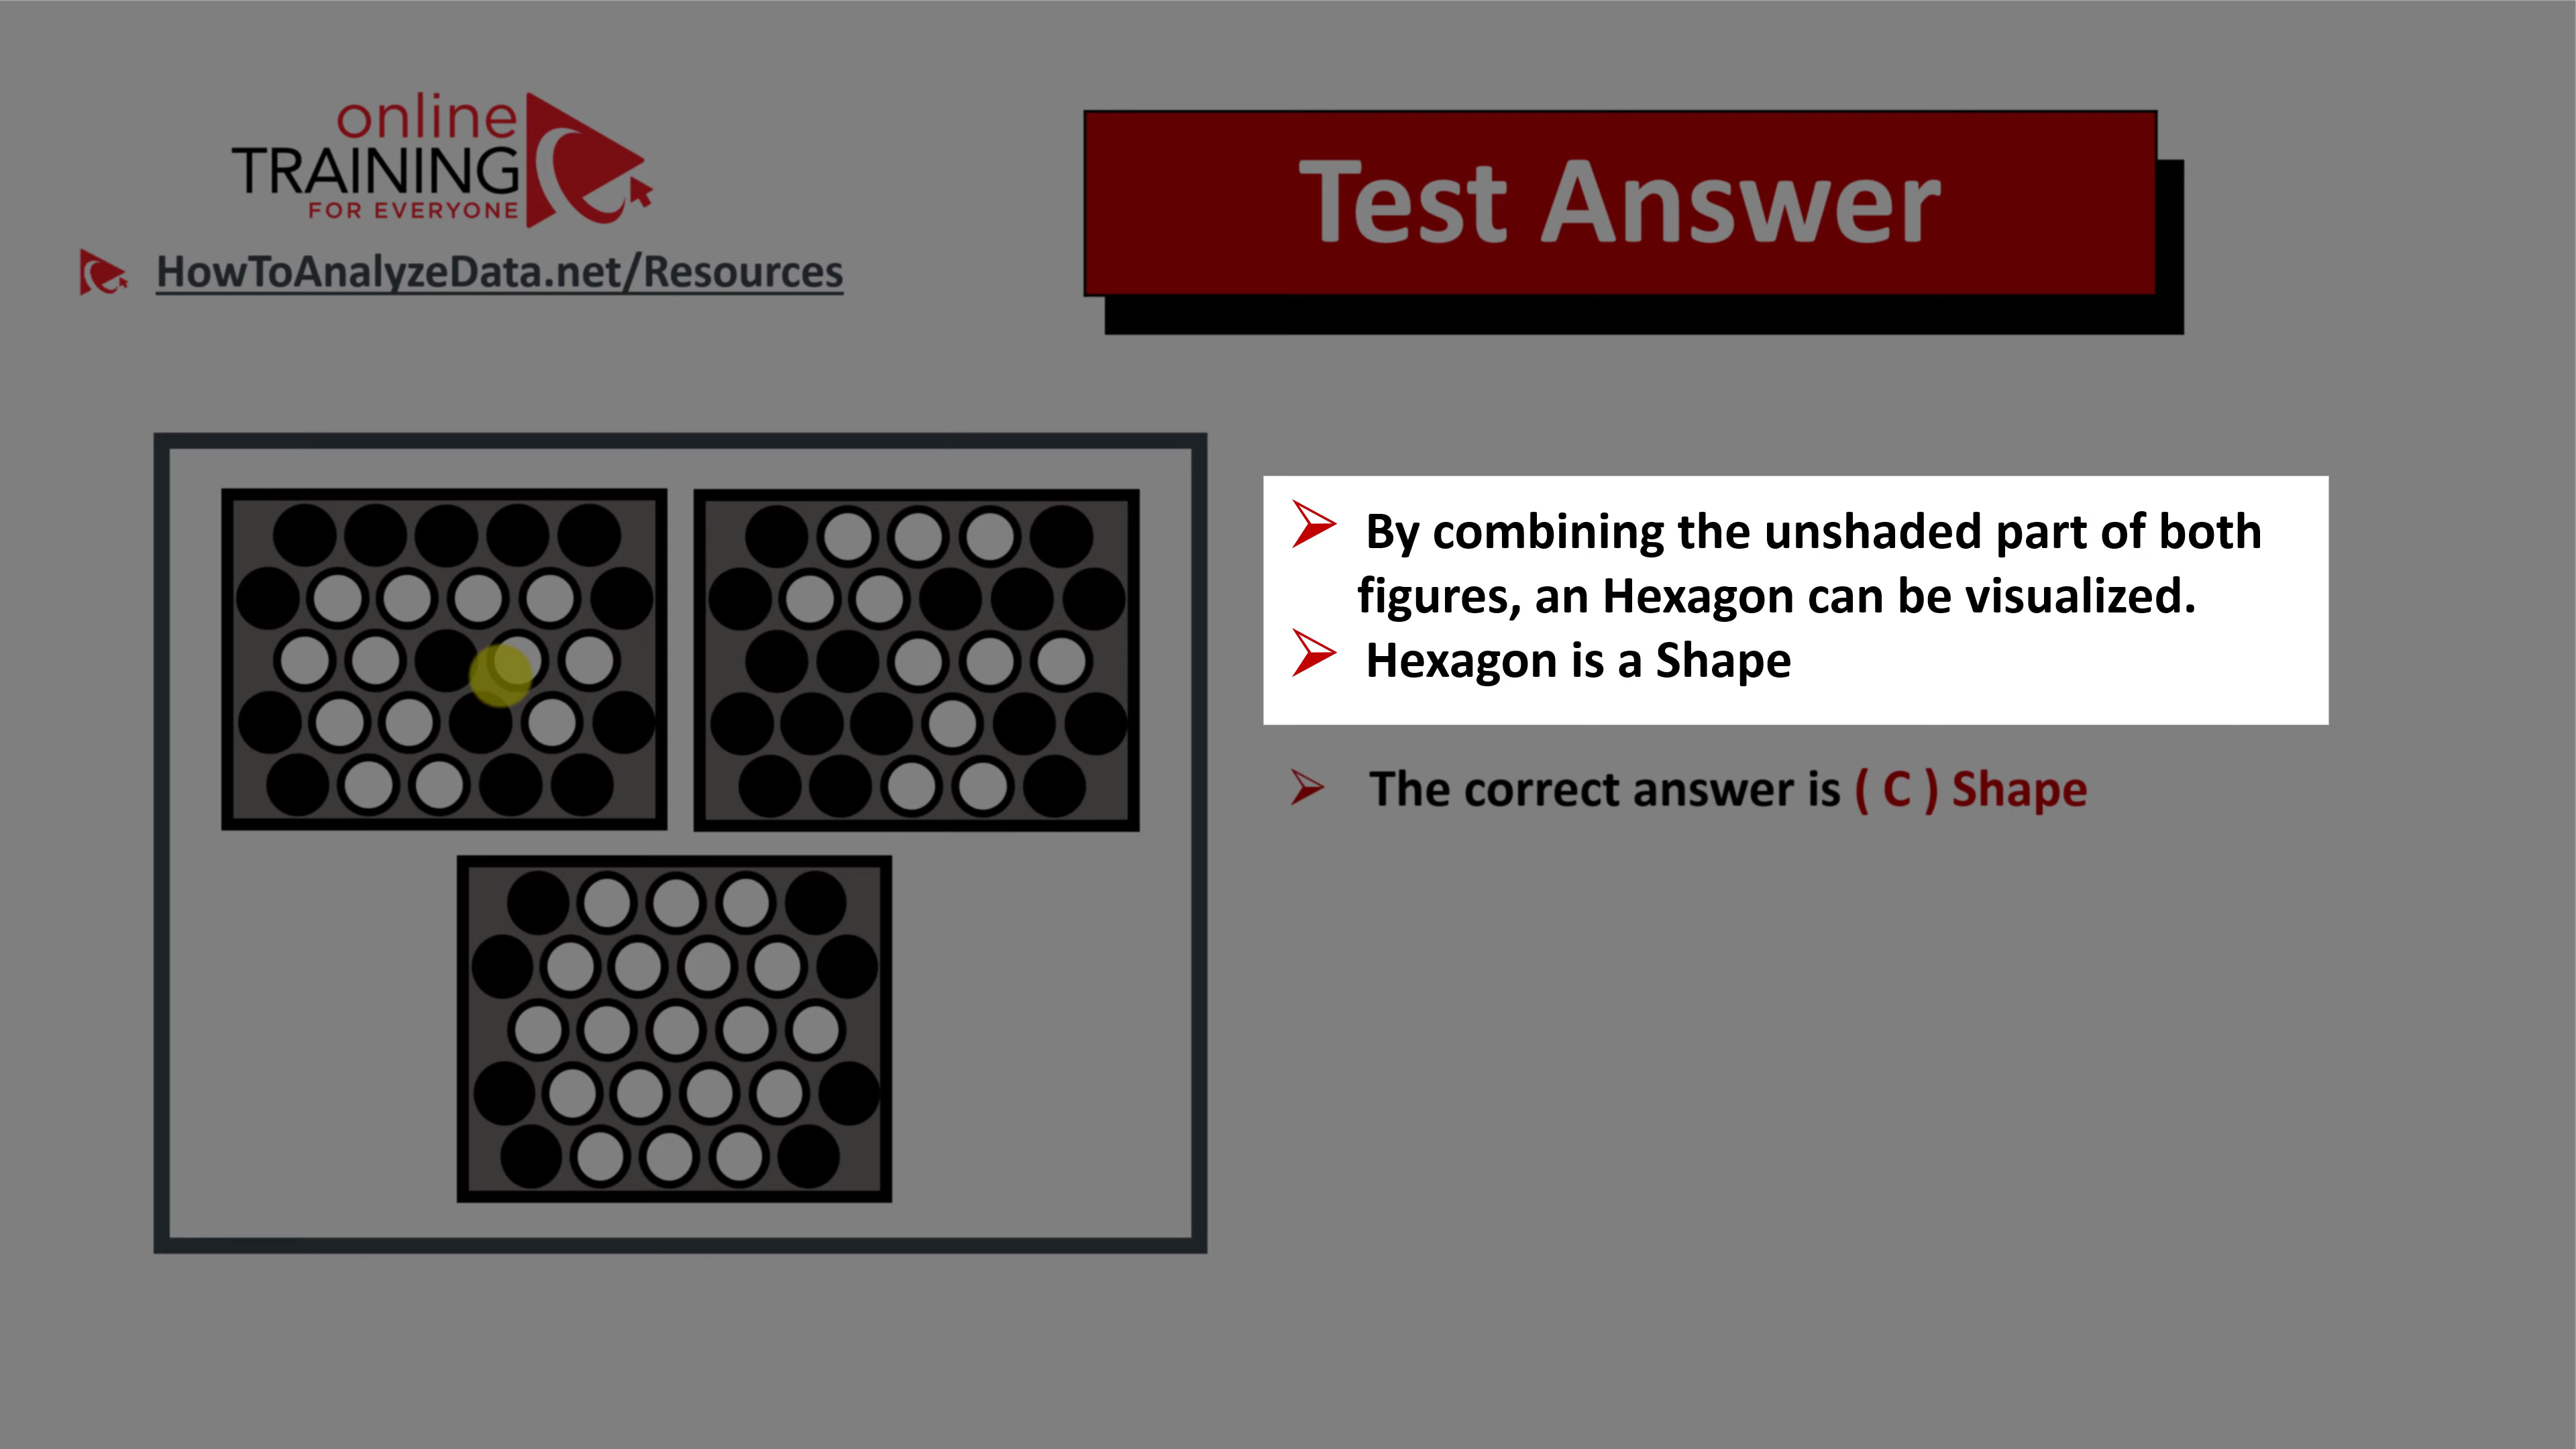 online
TRAINING
FOR EVERYONE
HowToAnalyzeData.net/Resources
Test Answer
By combining the unshaded part of both
figures, an Hexagon can be visualized.
Hexagon is a Shape
The correct answer is ( C ) Shape